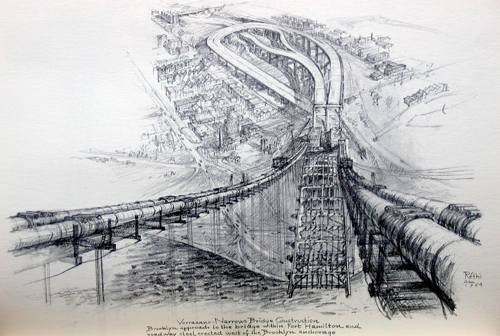 Verrazano Narrows Bridge Construction
Brooklyn approach to the bridge within Fort Hamilton and
roadway steel erected west of the Brooklyn anchorage